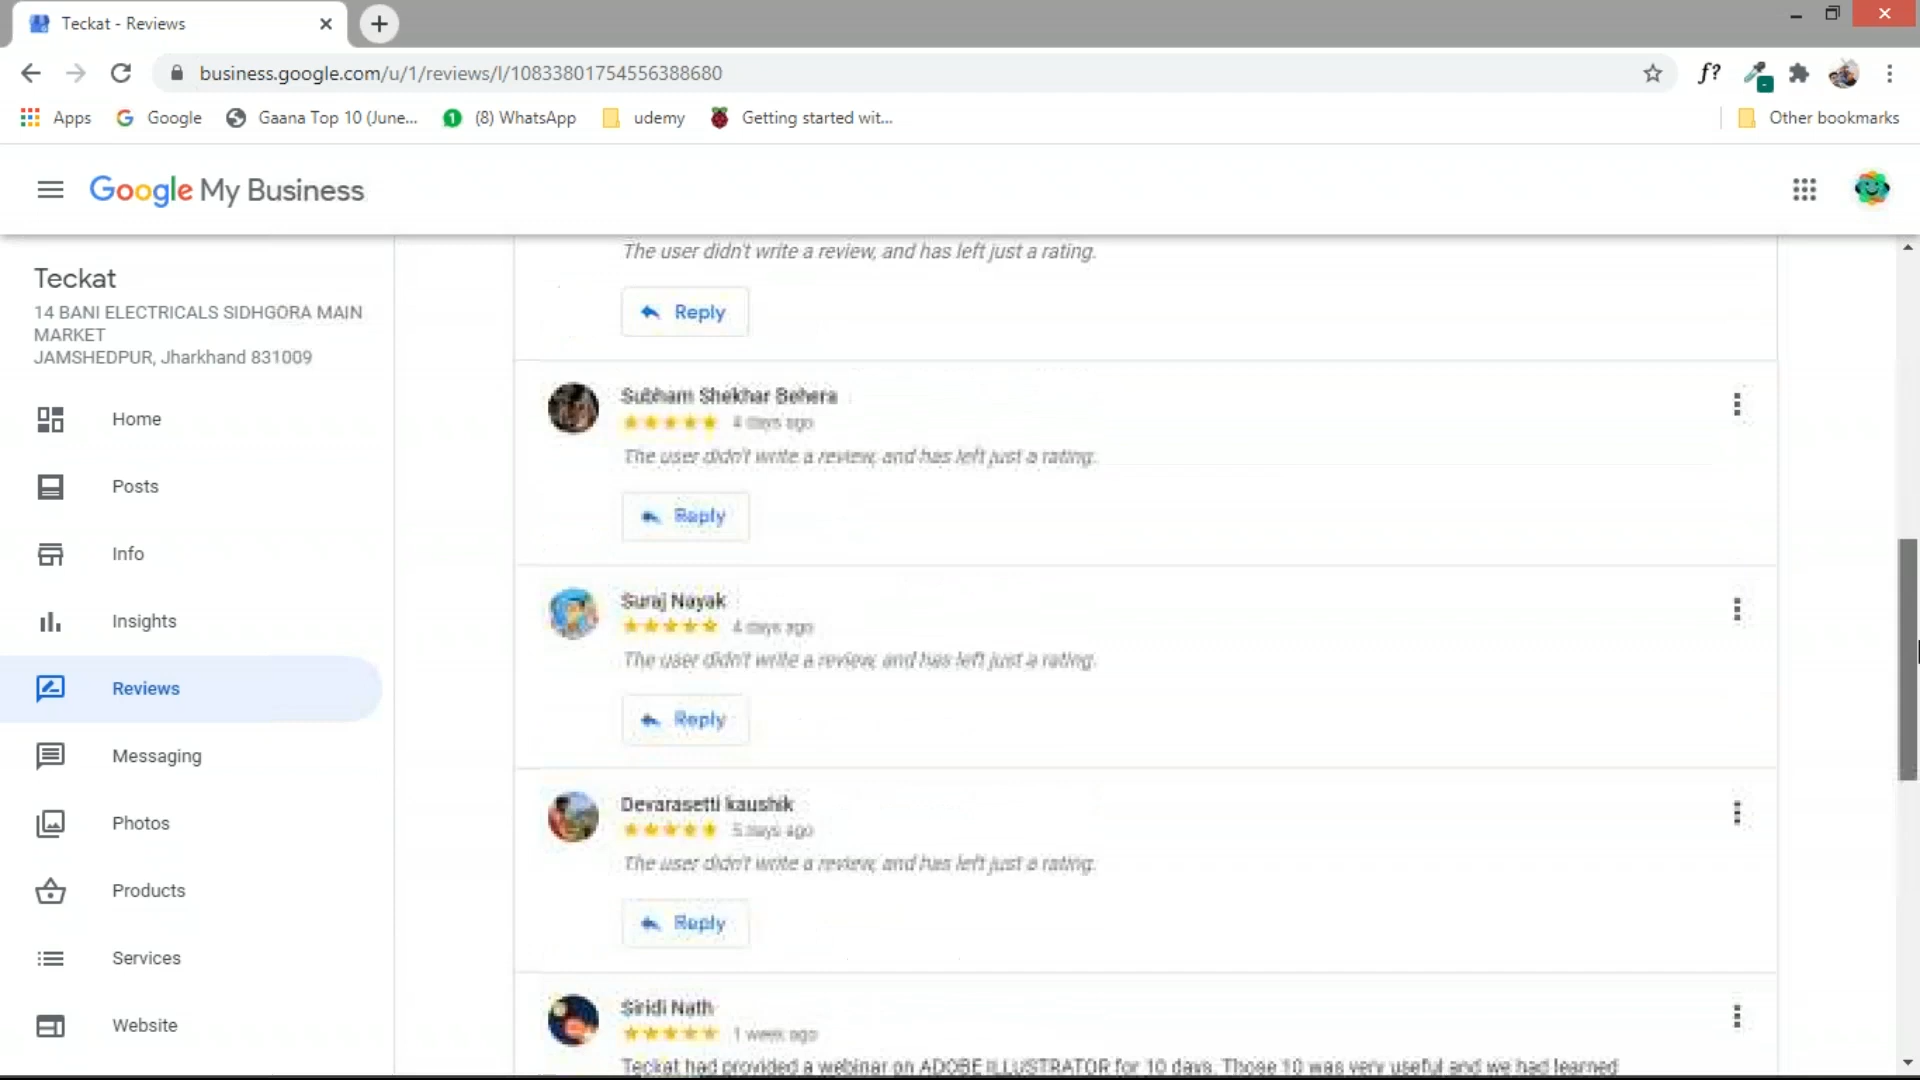 Teckat - Reviews
business.google.com/u/1/reviews/l/10833801754556388680
f?
Apps
Google
Gaana Top 10 (June...
1
(8) WhatsApp
udemy
Getting started wit...
Other bookmarks
Google My Business
Teckat
14 BANI ELECTRICALS SIDHGORA MAIN
MARKET
JAMSHEDPUR, Jharkhand 831009
Home
Posts
Info
Insights
Reviews
Messaging
Photos
Products
Services
Website
The user didn't write a review, and has left just a rating.
Reply
Subham Shekhar Behera
4 days ago
The user didn't write a review, and has left just a rating.
Reply
Suraj Nayak
4 days ago
The user didn't write a review, and has left just a rating.
Reply
Devarasetti kaushik
5 days ago
The user didn't write a review, and has left just a rating.
Reply
Siridi Nath
1 week ago
Teckat had provided a webinar on ADOBE ILLUSTRATOR for 10 days. Those 10 was very useful and we had learned